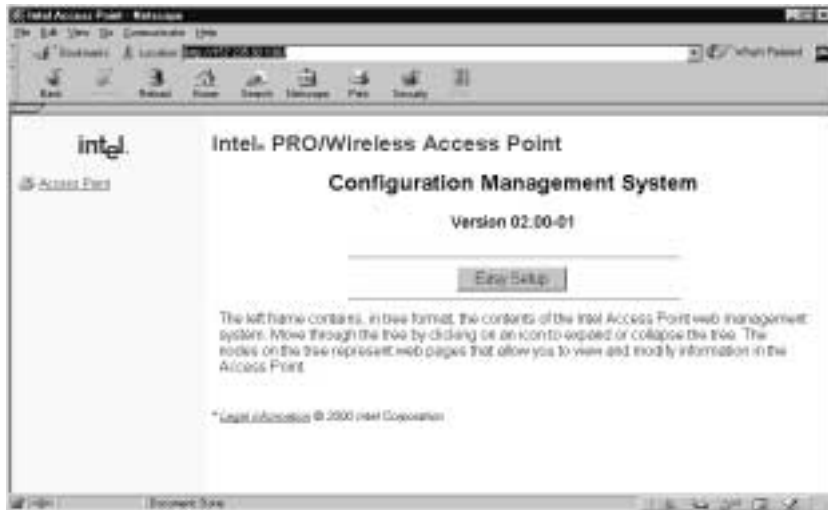 Intel Access Point - Netscape
File Edit View Go Communicator Help
Bookmarks Location
What's Related
Back Reload Home Search Netscape Print Security
intel.
Access Point
Intel® PRO/Wireless Access Point
Configuration Management System
Version 02.00-01
Easy Setup
The left frame contains, in tree format, the contents of the Intel Access Point web management
system. Move through the tree by clicking on an icon to expand or collapse the tree. The
nodes on the tree represent web pages that allow you to view and modify information in the
Access Point.
* Legal information © 2000 Intel Corporation
Document: Done